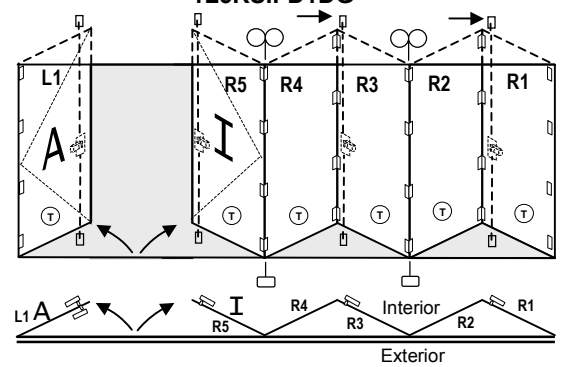 L1 R5 R4 R3 R2 R1
A I
T T T T T T
L1 A I R4 Interior R1
R5 R3 R2
Exterior